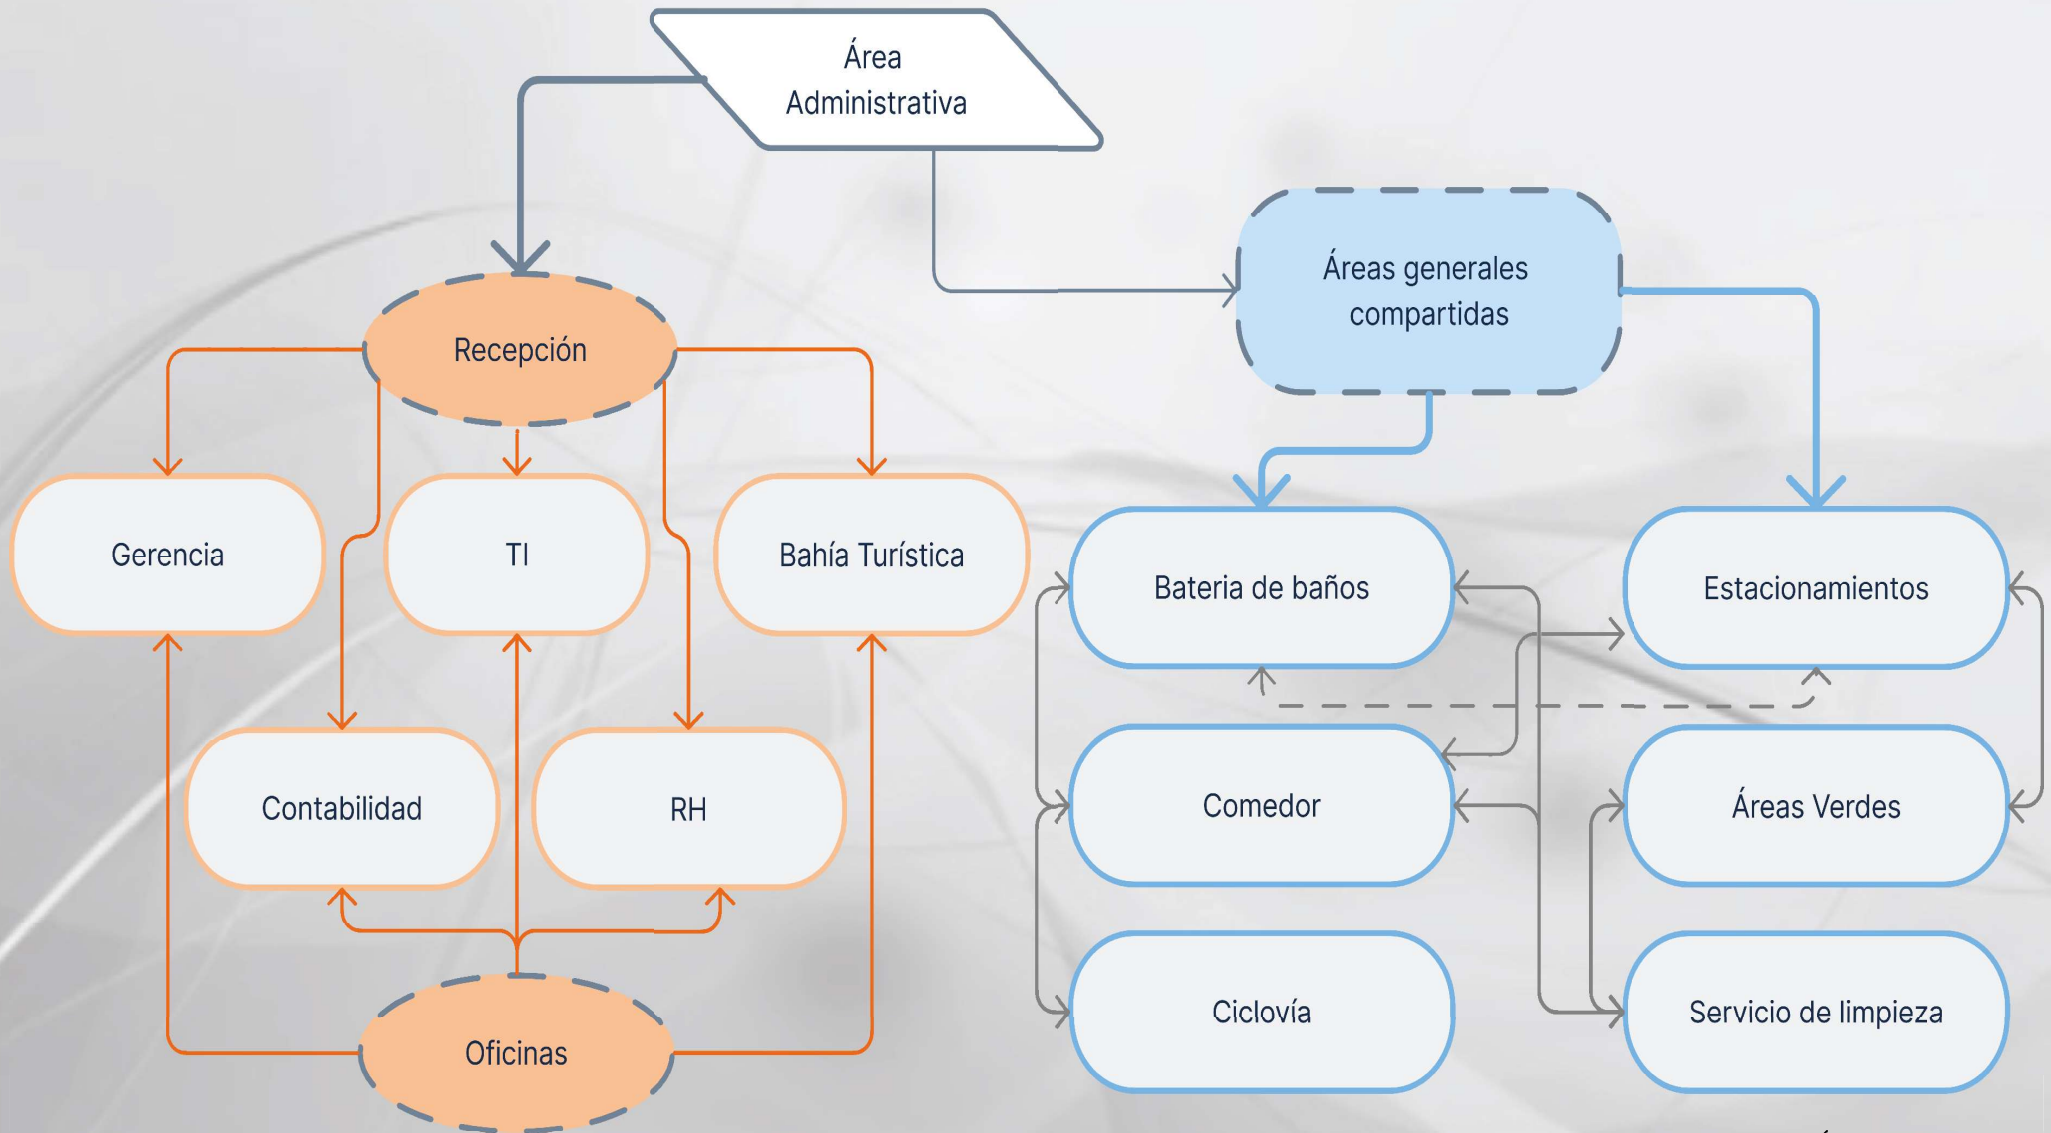 Área
Administrativa
Áreas generales
compartidas
Recepción
Gerencia
TI
Bahía Turística
Bateria de baños
Estacionamientos
Contabilidad
RH
Comedor
Áreas Verdes
Oficinas
Ciclovía
Servicio de limpieza